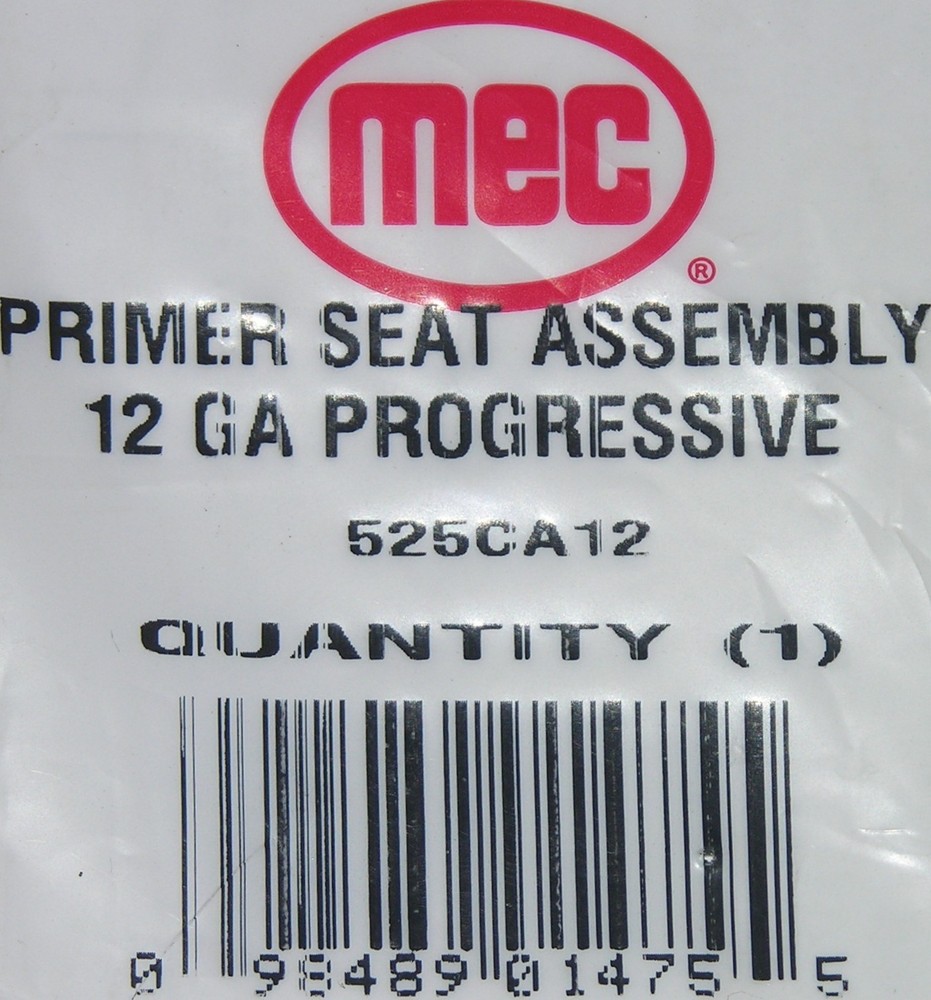 mec®
PRIMER SEAT ASSEMBLY
12 GA PROGRESSIVE
525CA12
QUANTITY (1)
0 98489 01475 5